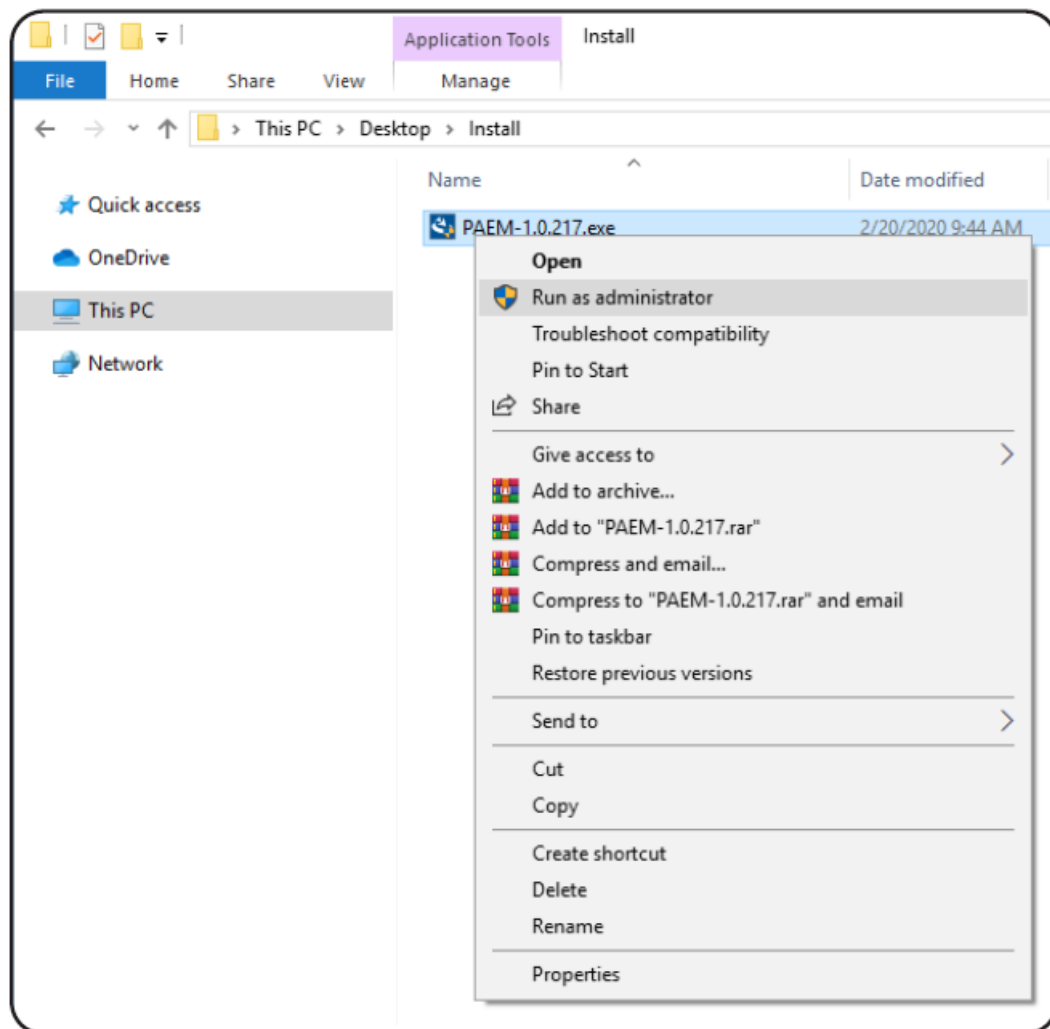 Application Tools Install
File Home Share View Manage
This PC > Desktop > Install
Name Date modified
Quick access
PAEM-1.0.217.exe 2/20/2020 9:44 AM
OneDrive
This PC
Network
Open
Run as administrator
Troubleshoot compatibility
Pin to Start
Share
Give access to
Add to archive...
Add to "PAEM-1.0.217.rar"
Compress and email...
Compress to "PAEM-1.0.217.rar" and email
Pin to taskbar
Restore previous versions
Send to
Cut
Copy
Create shortcut
Delete
Rename
Properties